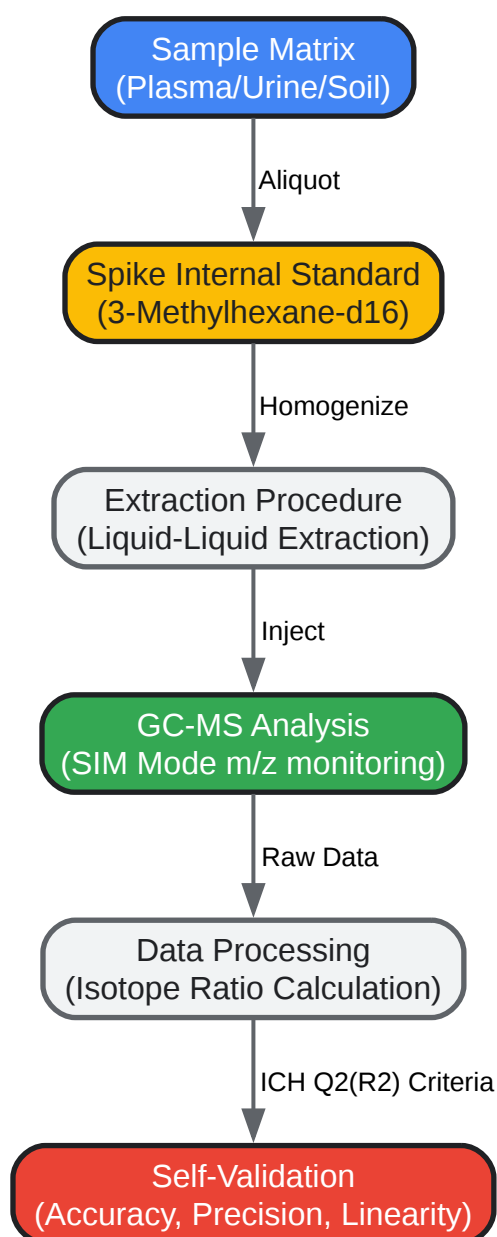 Sample Matrix
(Plasma/Urine/Soil)
Aliquot
Spike Internal Standard
(3-Methylhexane-d16)
Homogenize
Extraction Procedure
(Liquid-Liquid Extraction)
Inject
GC-MS Analysis
(SIM Mode m/z monitoring)
Raw Data
Data Processing
(Isotope Ratio Calculation)
ICH Q2(R2) Criteria
Self-Validation
(Accuracy, Precision, Linearity)